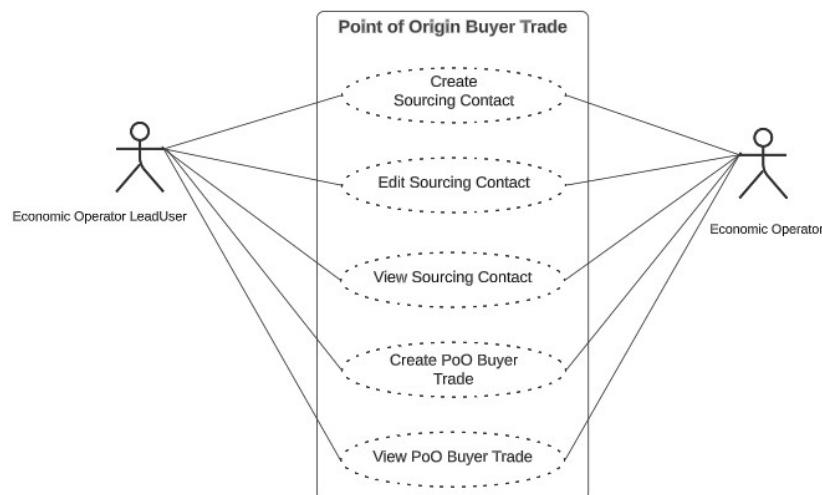 Point of Origin Buyer Trade
Create
Sourcing Contact
Edit Sourcing Contact
Economic Operator LeadUser
Economic Operator
View Sourcing Contact
Create PoO Buyer
Trade
View PoO Buyer Trade